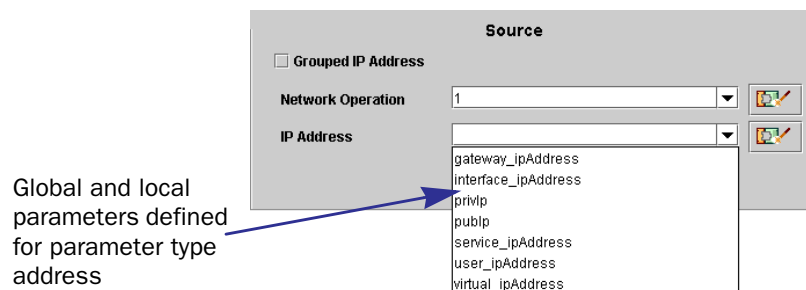 Source
Grouped IP Address
Network Operation
1
IP Address
gateway_ipAddress
interface_ipAddress
privIp
publp
service_ipAddress
user_ipAddress
virtual_ipAddress
Global and local
parameters defined
for parameter type
address